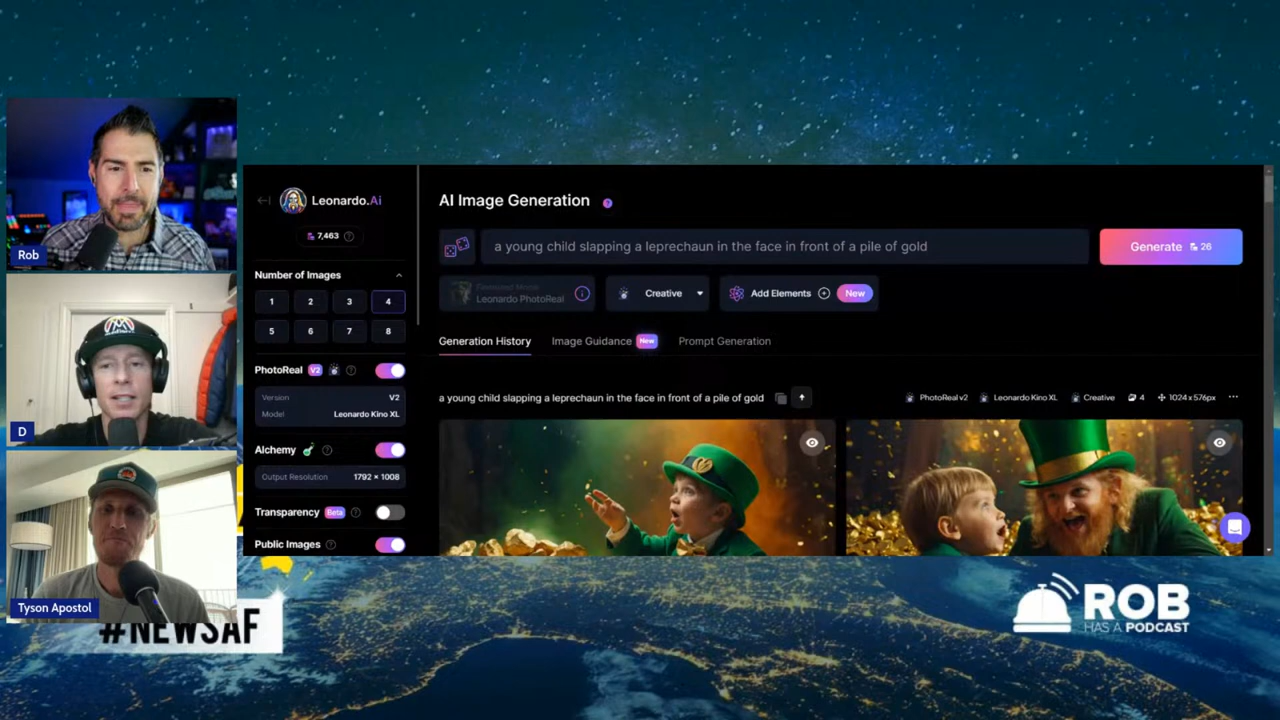 Rob
D
Tyson Apostol
#NEWSAF
Leonardo.Ai
7,463
Number of Images
1 2 3 4
5 6 7 8
PhotoReal V2
Version V2
Model Leonardo Kino XL
Alchemy
Output Resolution 1792 × 1008
Transparency Beta
Public Images
AI Image Generation ?
a young child slapping a leprechaun in the face in front of a pile of gold
Generate 26
Leonardo PhotoReal
Creative
Add Elements New
Generation History Image Guidance New Prompt Generation
a young child slapping a leprechaun in the face in front of a pile of gold
PhotoReal v2 Leonardo Kino XL Creative 4 1024 x 576px ...
ROB
HAS A PODCAST